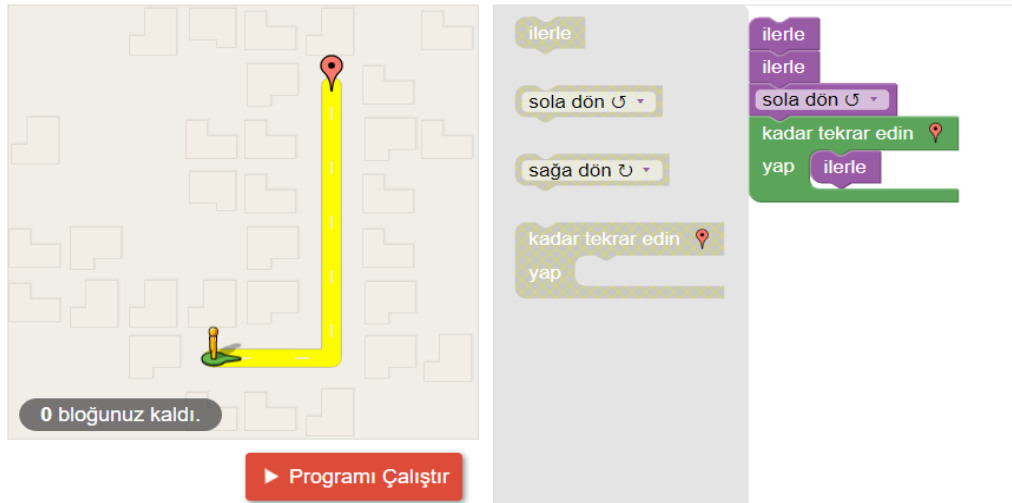 0 bloğunuz kaldı.
Programı Çalıştır
ilerle
sola dön ↺
sağa dön ↻
kadar tekrar edin
yap
ilerle
ilerle
sola dön ↺
kadar tekrar edin
yap ilerle